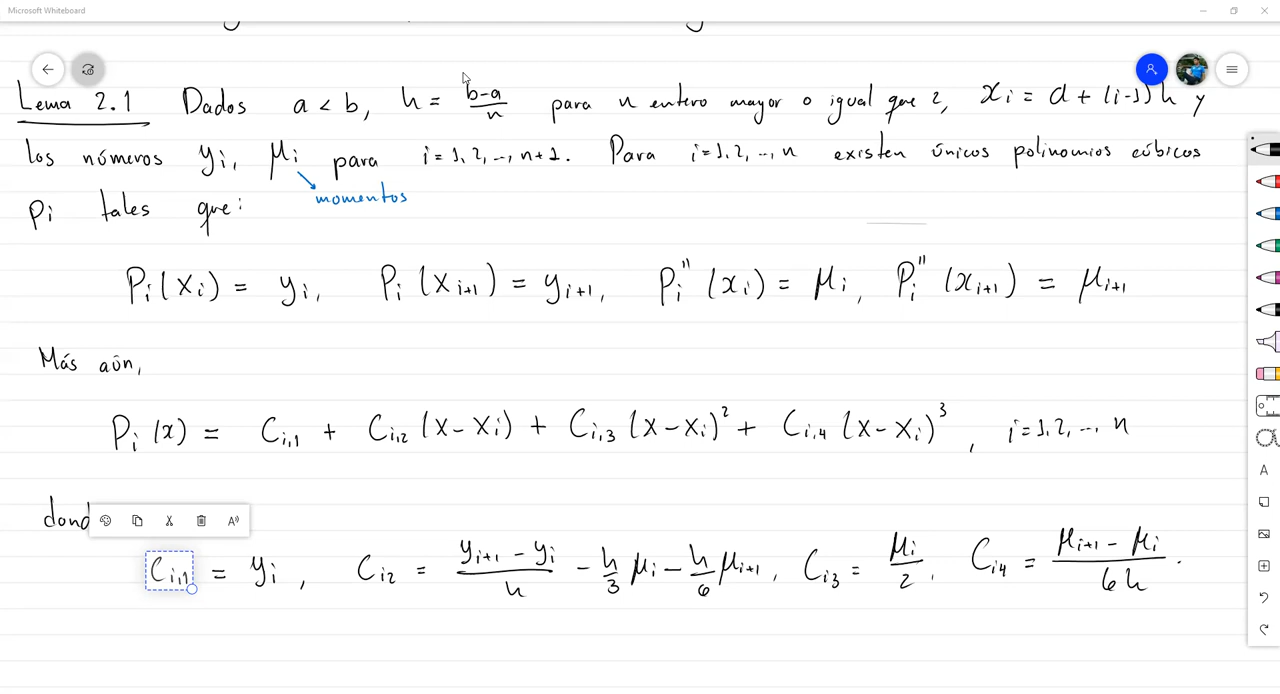 Microsoft Whiteboard
Lema 2.1 Dados a < b, h = (b-a)/n para n entero mayor o igual que 2, xi = a + (i-1)h y
los números yi, μi para i=1,2,...,n+1. Para i=1,2,...,n existen únicos polinomios cúbicos
momentos
Pi tales que:
Pi(xi) = yi, Pi(xi+1) = yi+1, Pi''(xi) = μi, Pi''(xi+1) = μi+1
Más aún,
Pi(x) = Ci,1 + Ci,2 (x-xi) + Ci,3 (x-xi)² + Ci,4 (x-xi)³, i=1,2,...,n
dond
Ci,1 = yi, Ci2 = (yi+1 - yi)/h - h/3 μi - h/6 μi+1, Ci3 = μi/2, Ci4 = (μi+1 - μi)/6h.